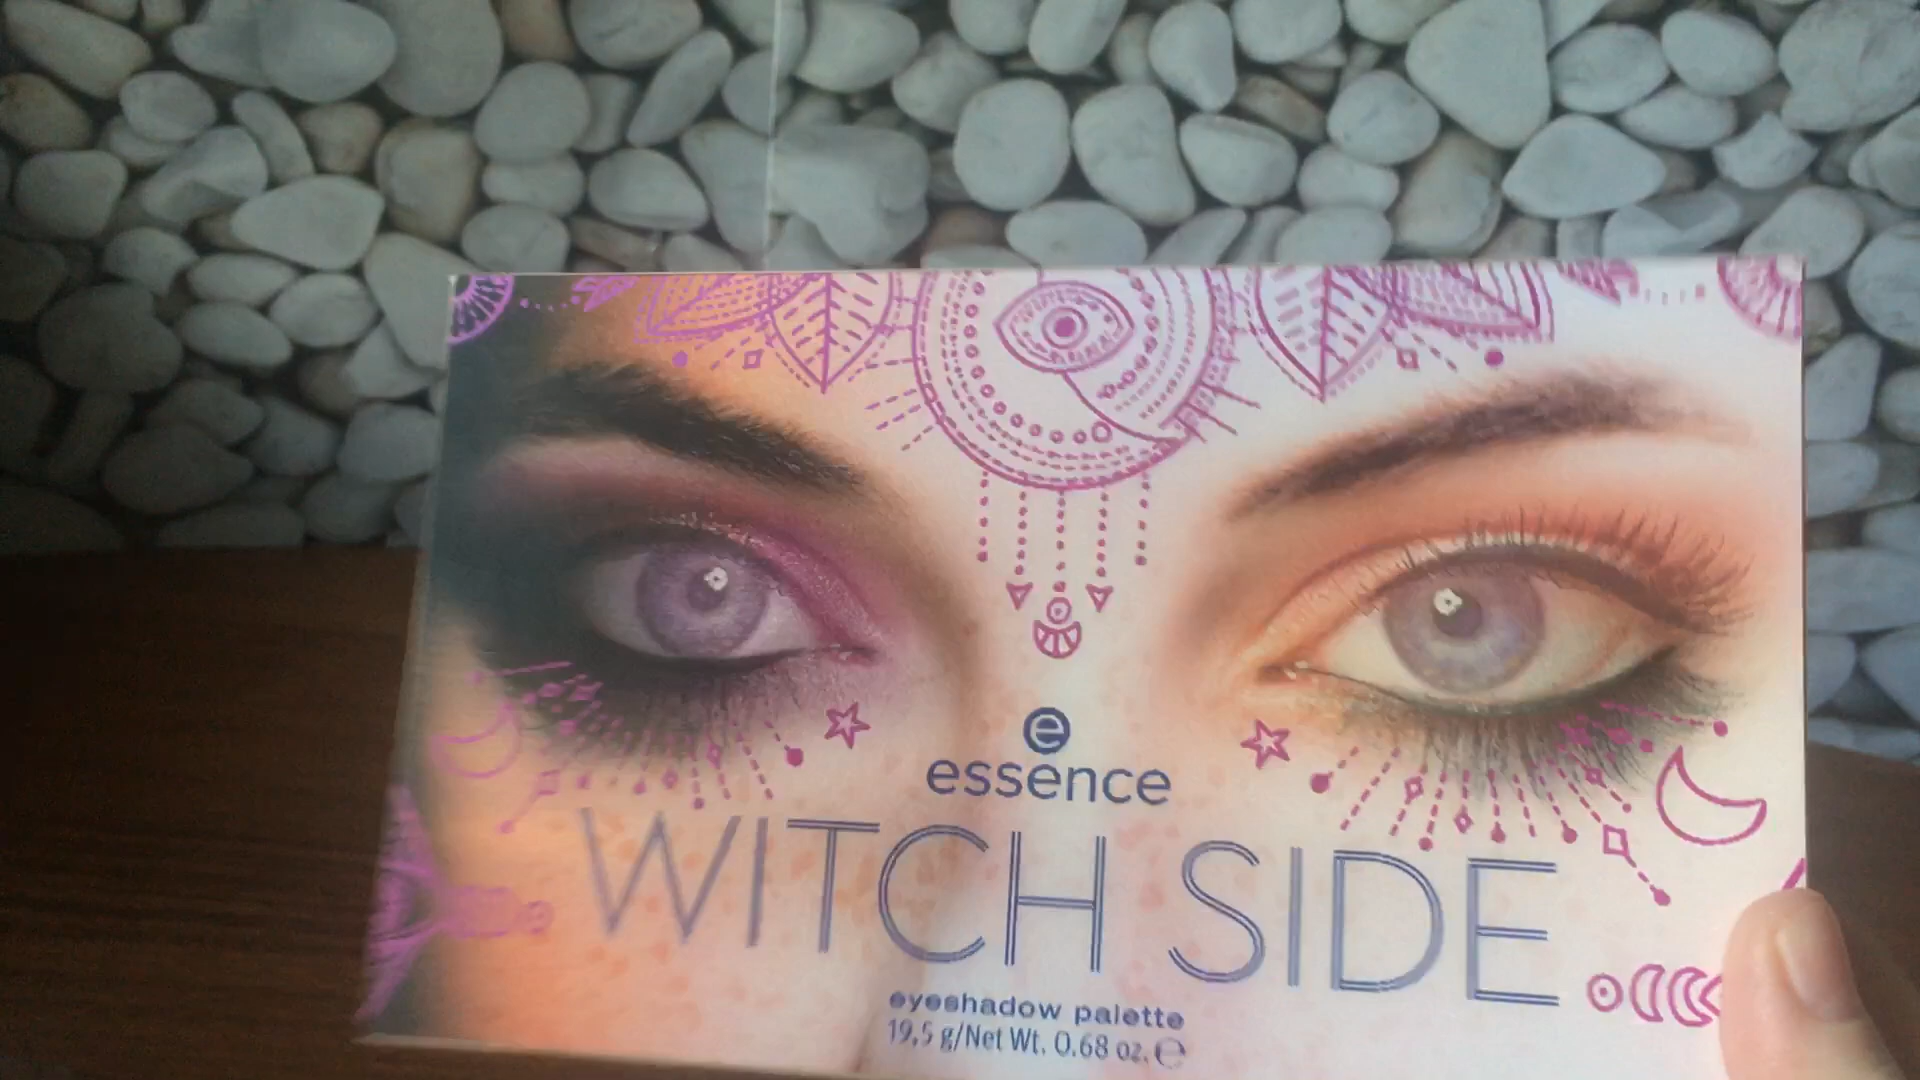 e
essence
WITCH SIDE
eyeshadow palette
19,5 g/Net Wt. 0.68 oz. ℮